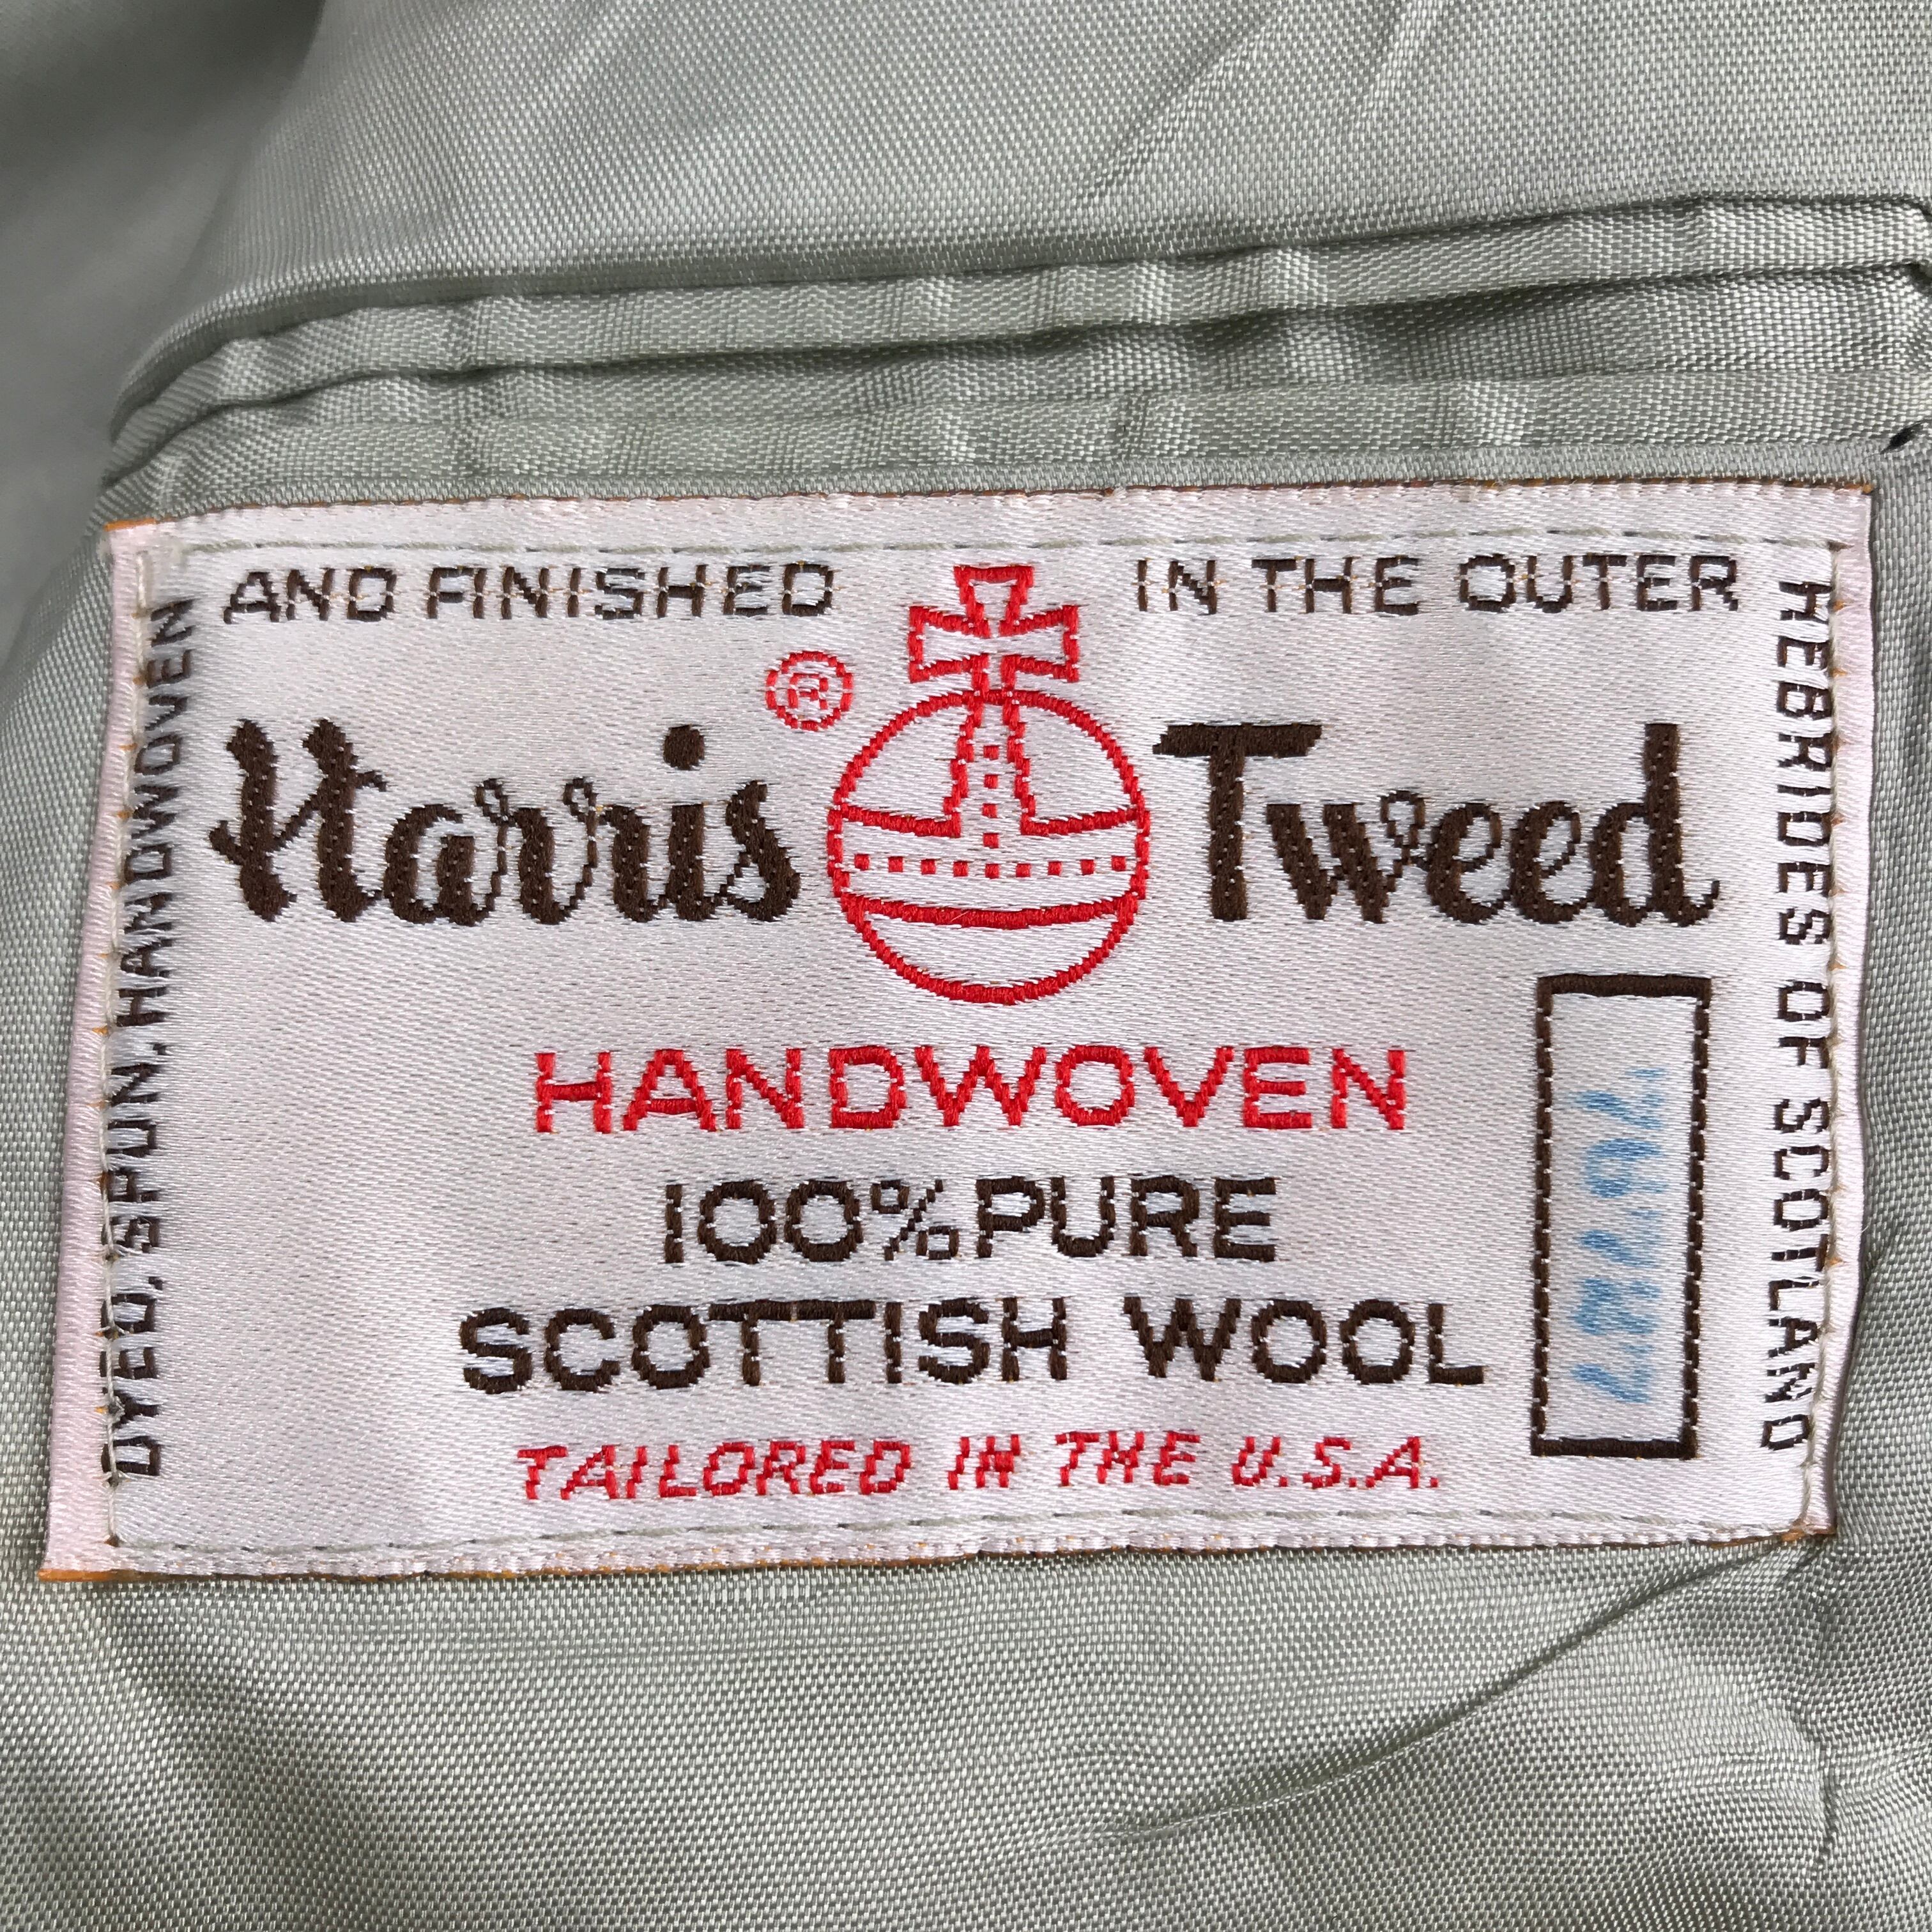 DYED, SPUN, HANDWOVEN
AND FINISHED
IN THE OUTER
HEBRIDES OF SCOTLAND
®
Harris Tweed
HANDWOVEN
100% PURE
SCOTTISH WOOL
TAILORED IN THE U.S.A.